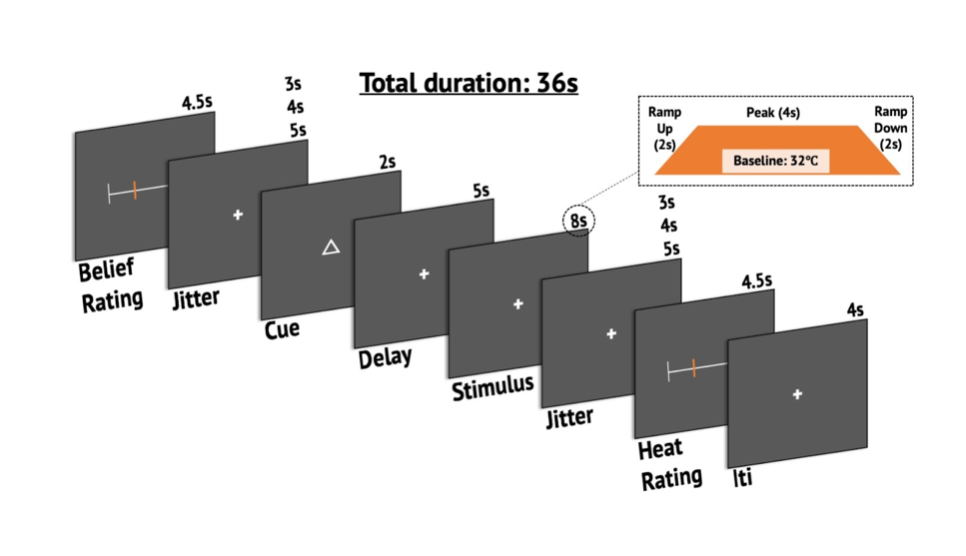 Total duration: 36s
4.5s
Belief
Rating
3s
4s
5s
Jitter
2s
Cue
5s
Delay
8s
Stimulus
Ramp
Up
(2s)
Peak (4s)
Ramp
Down
(2s)
Baseline: 32°C
3s
4s
5s
Jitter
4.5s
Heat
Rating
4s
Iti